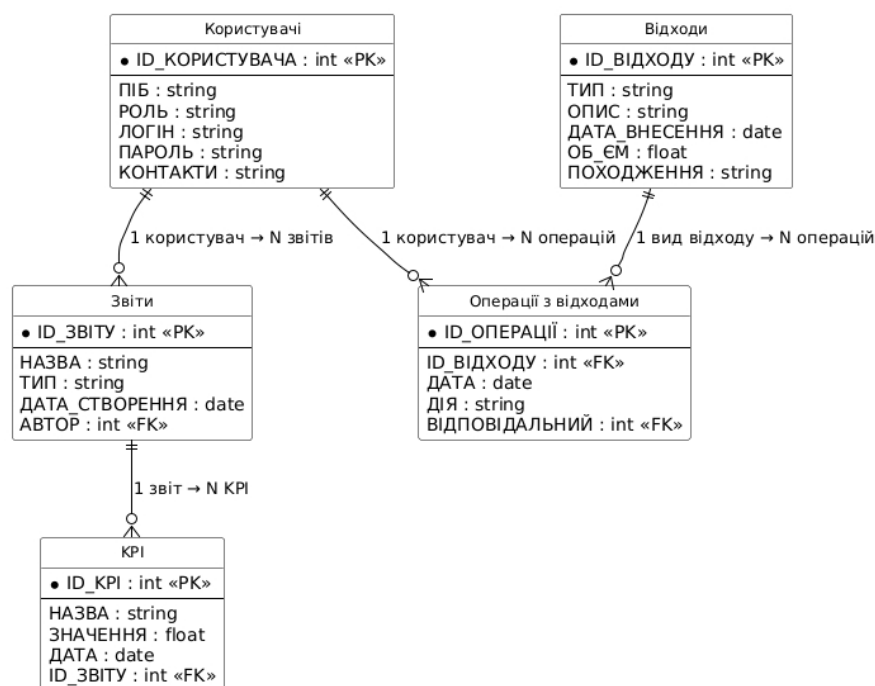 Користувачі
• ID_КОРИСТУВАЧА : int «PK»
ПІБ : string
РОЛЬ : string
ЛОГІН : string
ПАРОЛЬ : string
КОНТАКТИ : string
Відходи
• ID_ВІДХОДУ : int «PK»
ТИП : string
ОПИС : string
ДАТА_ВНЕСЕННЯ : date
ОБ_ЄМ : float
ПОХОДЖЕННЯ : string
1 користувач → N звітів
1 користувач → N операцій
1 вид відходу → N операцій
Звіти
• ID_ЗВІТУ : int «PK»
НАЗВА : string
ТИП : string
ДАТА_СТВОРЕННЯ : date
АВТОР : int «FK»
Операції з відходами
• ID_ОПЕРАЦІЇ : int «PK»
ID_ВІДХОДУ : int «FK»
ДАТА : date
ДІЯ : string
ВІДПОВІДАЛЬНИЙ : int «FK»
1 звіт → N KPI
KPI
• ID_KPI : int «PK»
НАЗВА : string
ЗНАЧЕННЯ : float
ДАТА : date
ID_ЗВІТУ : int «FK»